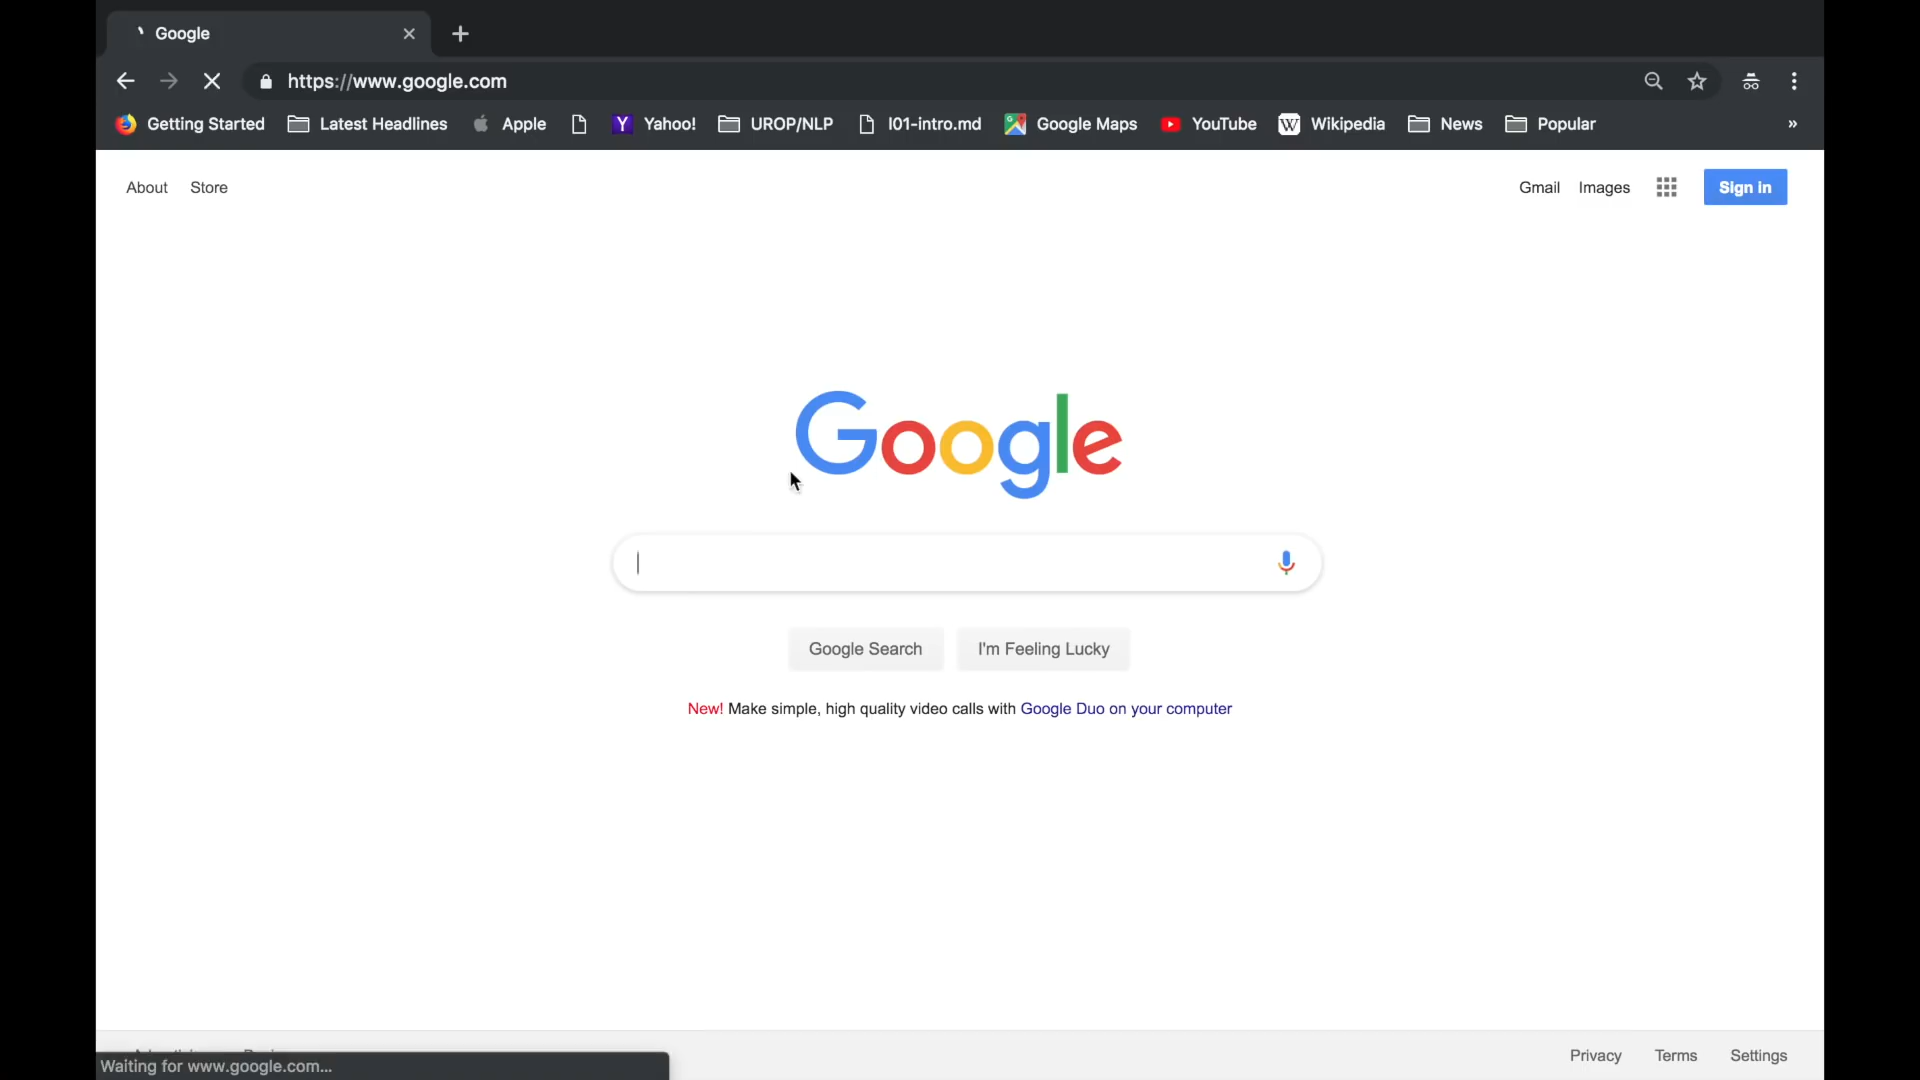 Google
https://www.google.com
Getting Started Latest Headlines Apple Yahoo! UROP/NLP l01-intro.md Google Maps YouTube Wikipedia News Popular »
About Store
Gmail Images Sign in
Google
Google Search I'm Feeling Lucky
New! Make simple, high quality video calls with Google Duo on your computer
Privacy Terms Settings
Waiting for www.google.com...